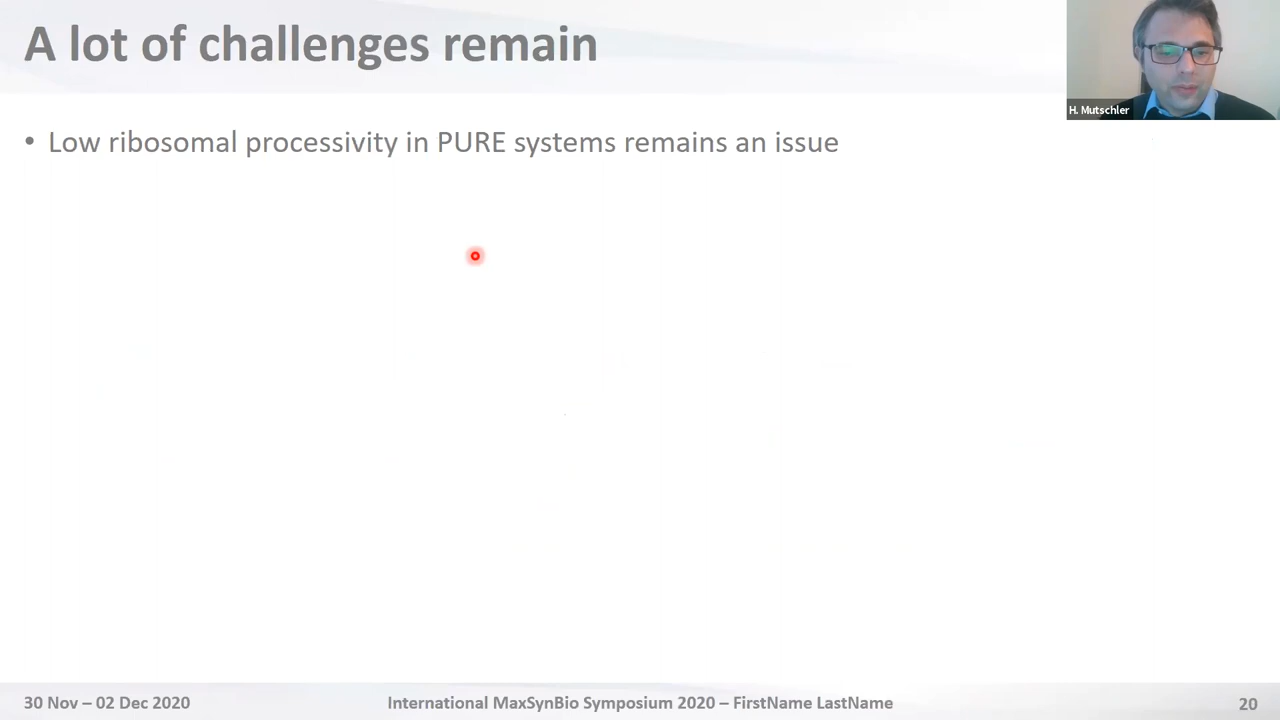 A lot of challenges remain
H. Mutschler
• Low ribosomal processivity in PURE systems remains an issue
30 Nov – 02 Dec 2020
International MaxSynBio Symposium 2020 – FirstName LastName
20